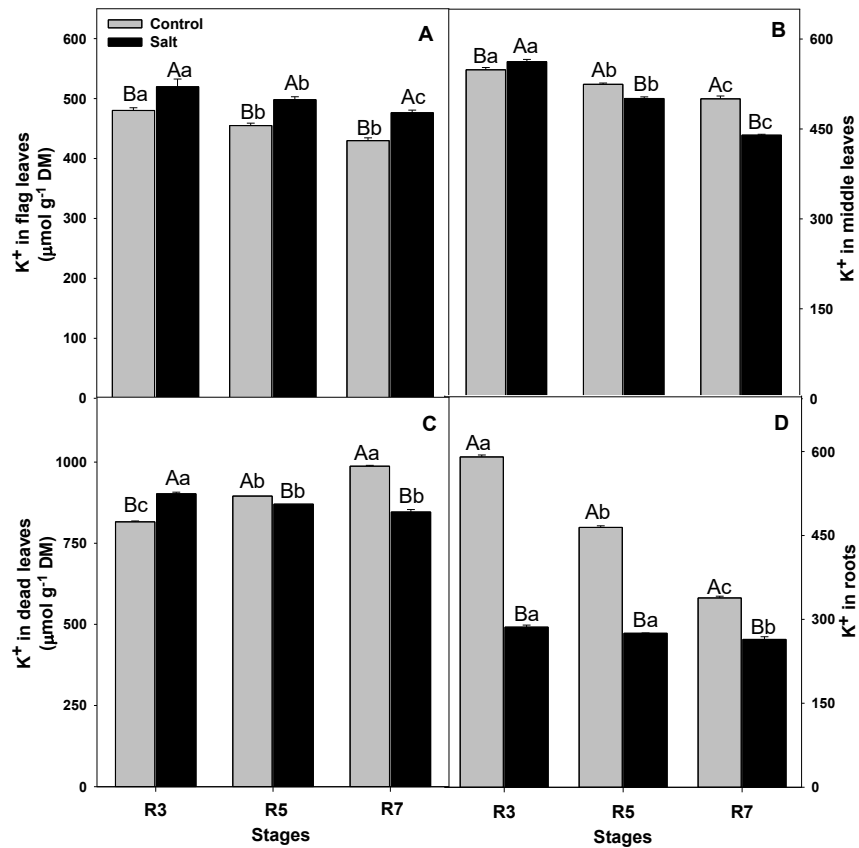 Control
Salt
A
600
500
400
300
200
100
0
K+ in flag leaves
(μmol g-1 DM)
Ba
Aa
Bb
Ab
Bb
Ac
B
600
450
300
150
0
K+ in middle leaves
Ba
Aa
Ab
Bb
Ac
Bc
C
1000
750
500
250
0
K+ in dead leaves
(μmol g-1 DM)
Bc
Aa
Ab
Bb
Aa
Bb
R3
R5
R7
Stages
D
600
450
300
150
0
K+ in roots
Aa
Ba
Ab
Ba
Ac
Bb
R3
R5
R7
Stages